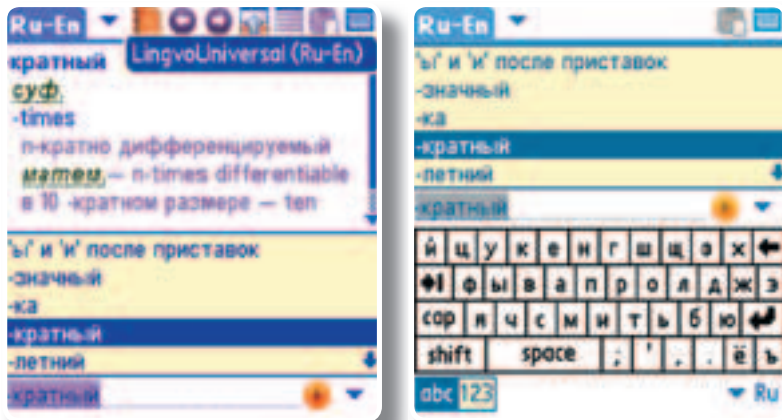 Ru-En
LingvoUniversal (Ru-En)
-кратный
суф.
-times
n-кратно дифференцируемый
матем. — n-times differentiable
в 10 -кратном размере — ten
'ы' и 'и' после приставок
-значный
-ка
-кратный
-летний
-кратный
Ru-En
'ы' и 'и' после приставок
-значный
-ка
-кратный
-летний
-кратный
й ц у к е н г ш щ з х
ф ы в а п р о л д ж э
cap я ч с м и т ь б ю
shift space ; ' , . ё ъ
abc 123 Ru